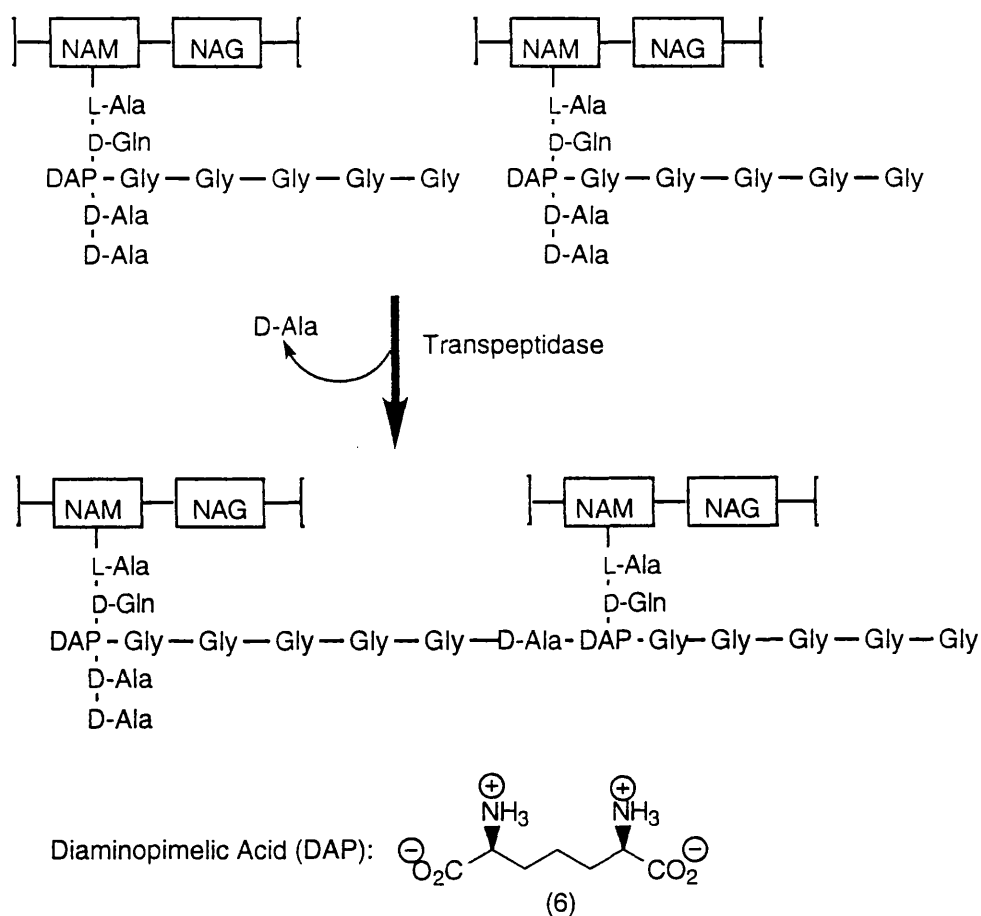 NAM NAG NAM NAG
L-Ala L-Ala
D-Gln D-Gln
DAP - Gly — Gly — Gly — Gly — Gly DAP - Gly — Gly — Gly — Gly — Gly
D-Ala D-Ala
D-Ala D-Ala
D-Ala
Transpeptidase
NAM NAG NAM NAG
L-Ala L-Ala
D-Gln D-Gln
DAP - Gly — Gly — Gly — Gly — Gly — D-Ala — DAP - Gly — Gly — Gly — Gly — Gly
D-Ala
D-Ala
Diaminopimelic Acid (DAP): ⊖O₂C ⊕NH₃ ⊕NH₃ CO₂⊖
(6)